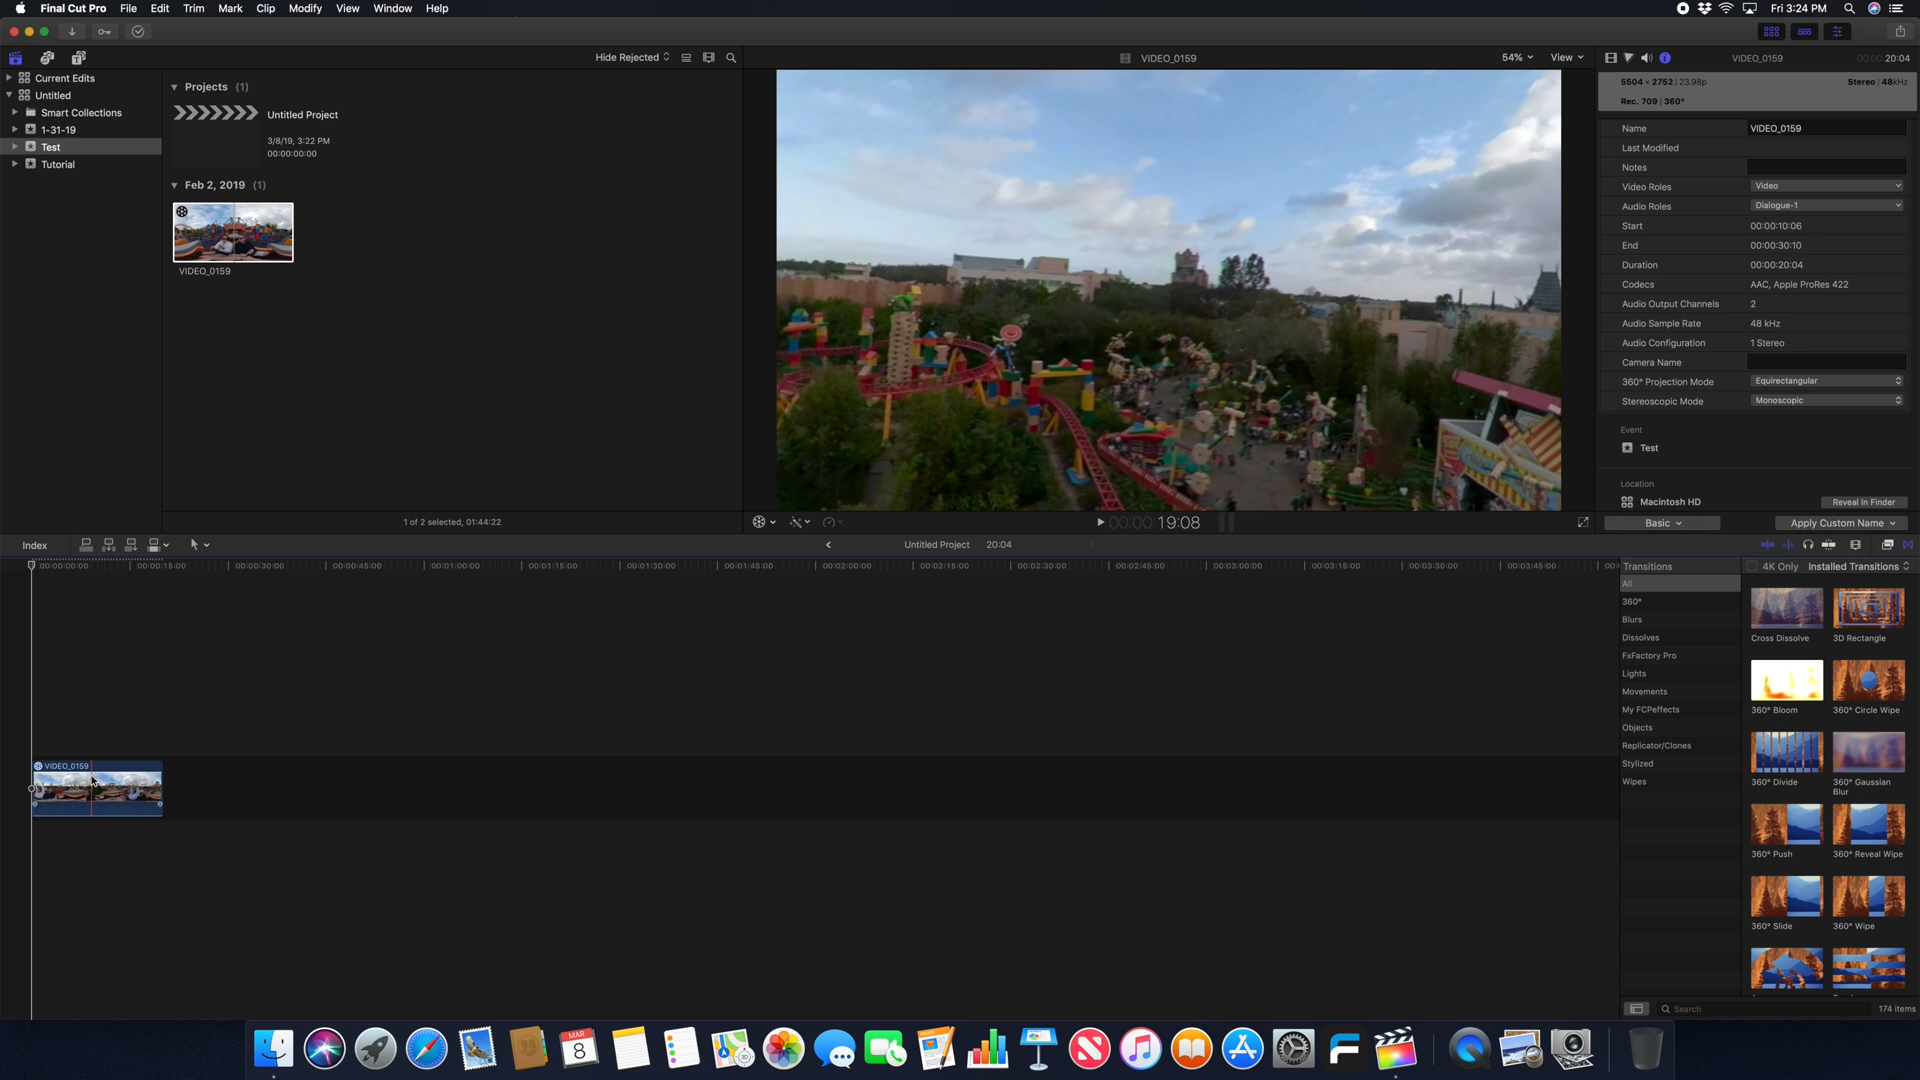 Final Cut Pro File Edit Trim Mark Clip Modify View Window Help
Fri 3:24 PM
Hide Rejected
VIDEO_0159
54%
View
VIDEO_0159
00:00:20:04
Current Edits
Untitled
Smart Collections
1-31-19
Test
Tutorial
Projects (1)
Untitled Project
3/8/19, 3:22 PM
00:00:00:00
Feb 2, 2019 (1)
VIDEO_0159
1 of 2 selected, 01:44:22
00:00:19:08
5504 × 2752 | 23.98p
Stereo | 48kHz
Rec. 709 | 360°
Name VIDEO_0159
Last Modified
Notes
Video Roles Video
Audio Roles Dialogue-1
Start 00:00:10:06
End 00:00:30:10
Duration 00:00:20:04
Codecs AAC, Apple ProRes 422
Audio Output Channels 2
Audio Sample Rate 48 kHz
Audio Configuration 1 Stereo
Camera Name
360° Projection Mode Equirectangular
Stereoscopic Mode Monoscopic
Event
Test
Location
Macintosh HD Reveal In Finder
Basic
Apply Custom Name
Index
Untitled Project 20:04
00:00:00:00 00:00:15:00 00:00:30:00 00:00:45:00 00:01:00:00 00:01:15:00 00:01:30:00 00:01:45:00 00:02:00:00 00:02:15:00 00:02:30:00 00:02:45:00 00:03:00:00 00:03:15:00 00:03:30:00 00:03:45:00
VIDEO_0159
Transitions
4K Only Installed Transitions
All
360°
Blurs
Dissolves
FxFactory Pro
Lights
Movements
My FCPeffects
Objects
Replicator/Clones
Stylized
Wipes
Cross Dissolve 3D Rectangle
360° Bloom 360° Circle Wipe
360° Divide 360° Gaussian Blur
360° Push 360° Reveal Wipe
360° Slide 360° Wipe
Search
174 items
MAR
8
3D